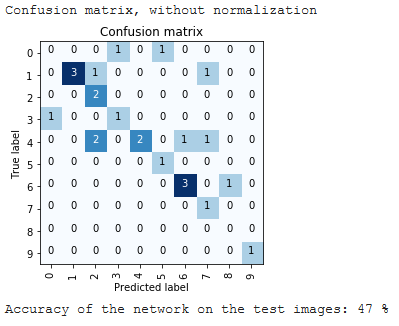 Confusion matrix, without normalization
Confusion matrix
0 0 0 0 1 0 1 0 0 0 0
1 0 3 1 0 0 0 0 1 0 0
2 0 0 2 0 0 0 0 0 0 0
3 1 0 0 1 0 0 0 0 0 0
4 0 0 2 0 2 0 1 1 0 0
5 0 0 0 0 0 1 0 0 0 0
6 0 0 0 0 0 0 3 0 1 0
7 0 0 0 0 0 0 0 1 0 0
8 0 0 0 0 0 0 0 0 0 0
9 0 0 0 0 0 0 0 0 0 1
True label
0 1 2 3 4 5 6 7 8 9
Predicted label
Accuracy of the network on the test images: 47 %